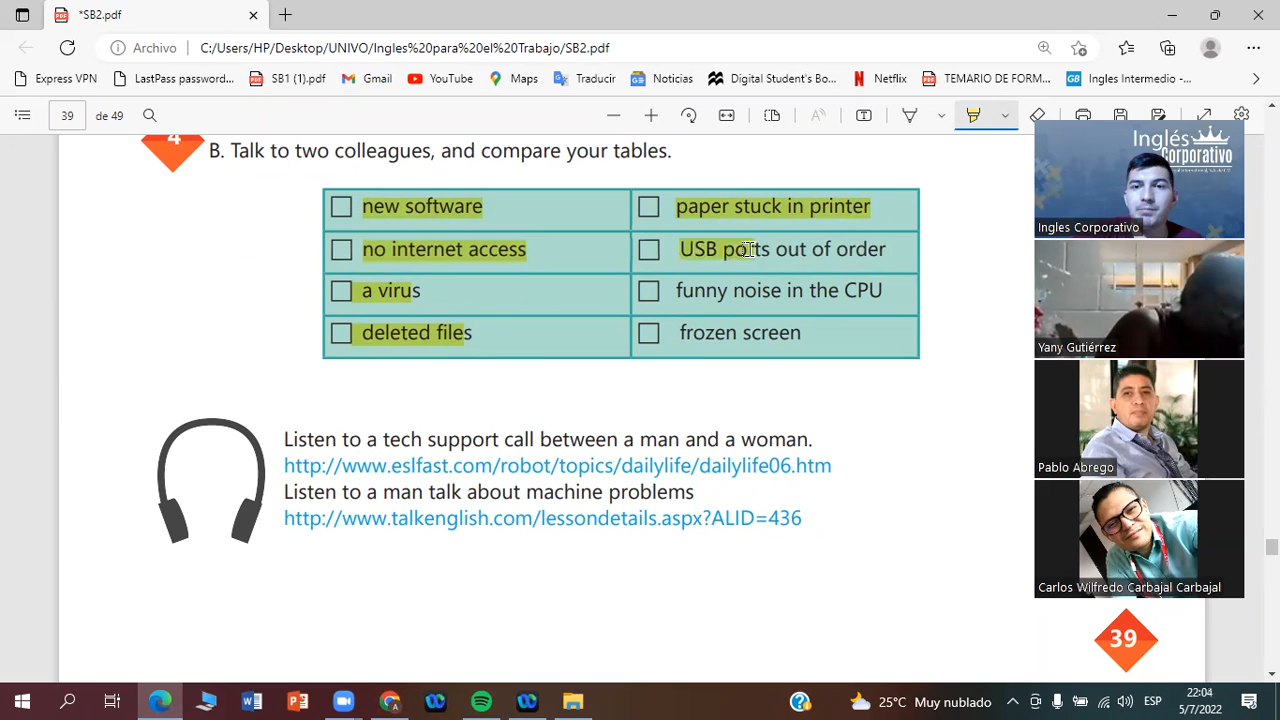 *SB2.pdf
Archivo C:/Users/HP/Desktop/UNIVO/Ingles%20para%20el%20Trabajo/SB2.pdf
Express VPN LastPass password... SB1 (1).pdf Gmail YouTube Maps Traducir Noticias Digital Student's Bo... Netflix TEMARIO DE FORM... Ingles Intermedio -...
39 de 49
4
B. Talk to two colleagues, and compare your tables.
new software paper stuck in printer
no internet access USB ports out of order
a virus funny noise in the CPU
deleted files frozen screen
Listen to a tech support call between a man and a woman.
http://www.eslfast.com/robot/topics/dailylife/dailylife06.htm
Listen to a man talk about machine problems
http://www.talkenglish.com/lessondetails.aspx?ALID=436
39
Inglés
Corporativo
Ingles Corporativo
Yany Gutiérrez
Pablo Abrego
Carlos Wilfredo Carbajal Carbajal
25°C Muy nublado ESP 22:04
5/7/2022